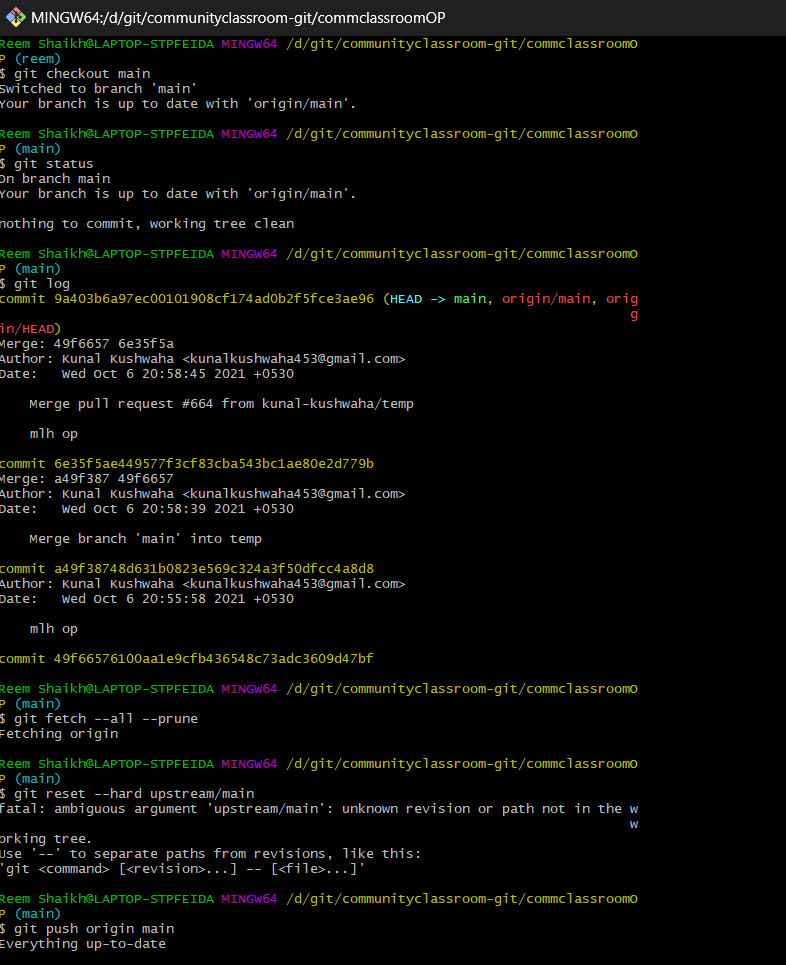 MINGW64:/d/git/communityclassroom-git/commclassroomOP
Reem Shaikh@LAPTOP-STPFEIDA MINGW64 /d/git/communityclassroom-git/commclassroomO
P (reem)
$ git checkout main
Switched to branch 'main'
Your branch is up to date with 'origin/main'.
Reem Shaikh@LAPTOP-STPFEIDA MINGW64 /d/git/communityclassroom-git/commclassroomO
P (main)
$ git status
On branch main
Your branch is up to date with 'origin/main'.
nothing to commit, working tree clean
Reem Shaikh@LAPTOP-STPFEIDA MINGW64 /d/git/communityclassroom-git/commclassroomO
P (main)
$ git log
commit 9a403b6a97ec00101908cf174ad0b2f5fce3ae96 (HEAD -> main, origin/main, orig
g
in/HEAD)
Merge: 49f6657 6e35f5a
Author: Kunal Kushwaha <kunalkushwaha453@gmail.com>
Date:   Wed Oct 6 20:58:45 2021 +0530
Merge pull request #664 from kunal-kushwaha/temp
mlh op
commit 6e35f5ae449577f3cf83cba543bc1ae80e2d779b
Merge: a49f387 49f6657
Author: Kunal Kushwaha <kunalkushwaha453@gmail.com>
Date:   Wed Oct 6 20:58:39 2021 +0530
Merge branch 'main' into temp
commit a49f38748d631b0823e569c324a3f50dfcc4a8d8
Author: Kunal Kushwaha <kunalkushwaha453@gmail.com>
Date:   Wed Oct 6 20:55:58 2021 +0530
mlh op
commit 49f66576100aa1e9cfb436548c73adc3609d47bf
Reem Shaikh@LAPTOP-STPFEIDA MINGW64 /d/git/communityclassroom-git/commclassroomO
P (main)
$ git fetch --all --prune
Fetching origin
Reem Shaikh@LAPTOP-STPFEIDA MINGW64 /d/git/communityclassroom-git/commclassroomO
P (main)
$ git reset --hard upstream/main
fatal: ambiguous argument 'upstream/main': unknown revision or path not in the w
w
orking tree.
Use '--' to separate paths from revisions, like this:
'git <command> [<revision>...] -- [<file>...]'
Reem Shaikh@LAPTOP-STPFEIDA MINGW64 /d/git/communityclassroom-git/commclassroomO
P (main)
$ git push origin main
Everything up-to-date